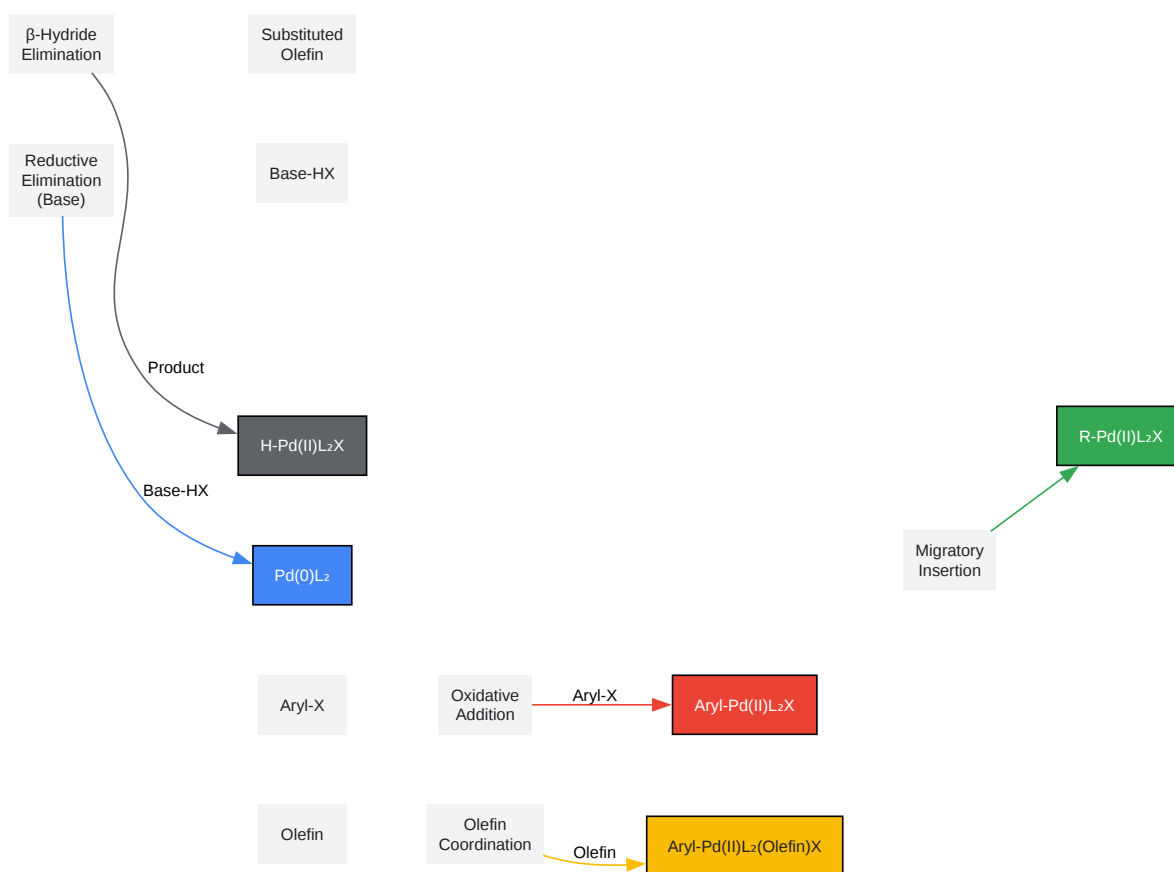 β-Hydride
Elimination
Substituted
Olefin
Reductive
Elimination
(Base)
Base-HX
Product
H-Pd(II)L₂X
R-Pd(II)L₂X
Base-HX
Migratory
Insertion
Pd(0)L₂
Aryl-X
Oxidative
Addition
Aryl-X
Aryl-Pd(II)L₂X
Olefin
Olefin
Coordination
Olefin
Aryl-Pd(II)L₂(Olefin)X